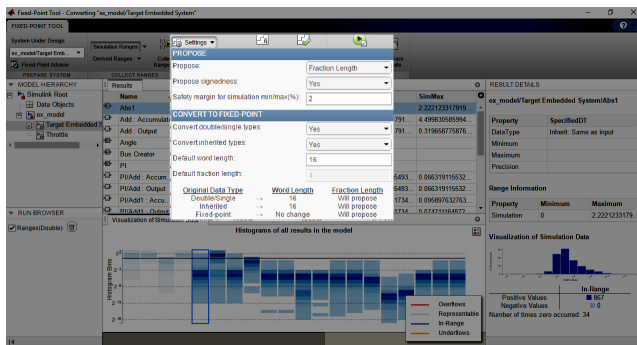 Fixed-Point Tool - Converting "ex_model/Target Embedded System"
FIXED-POINT TOOL
System Under Design
ex_model/Target Emb...
Fixed-Point Advisor
PREPARE SYSTEM
Simulation Ranges
Derived Ranges
COLLECT RANGES
Settings
PROPOSE
Propose: Fraction Length
Propose signedness: Yes
Safety margin for simulation min/max(%): 2
CONVERT TO FIXED-POINT
Convert double/single types: Yes
Convert inherited types: Yes
Default word length: 16
Default fraction length: 4
Original Data Type Word Length Fraction Length
Double/Single → 16 Will propose
Inherited → 16 Will propose
Fixed-point → No change Will propose
MODEL HIERARCHY
Simulink Root
Data Objects
ex_model
Target Embedded S
Throttle
RUN BROWSER
Ranges(Double)
Results
Name
SimMax
Abs1
2.222123317919...
Add : Accumulat
4.499830585994...
Add : Output
0.319658775876...
Angle
Bus Creator
PI
PI/Add : Accum...
0.066319115532...
PI/Add : Output
0.066319115532...
PI/Add1 : Accu...
0.095897632763...
PI/Add1 : Output
Visualization of Simulation Data
Histograms of all results in the model
Histogram Bins
Overflows
Representable
In-Range
Underflows
RESULT DETAILS
ex_model/Target Embedded System/Abs1
Property SpecifiedDT
DataType Inherit: Same as input
Minimum
Maximum
Precision
Range Information
Property Minimum Maximum
Simulation 0 2.2221233179...
Visualization of Simulation Data
In-Range
Positive Values 857
Negative Values 0
Number of times zero occurred: 34